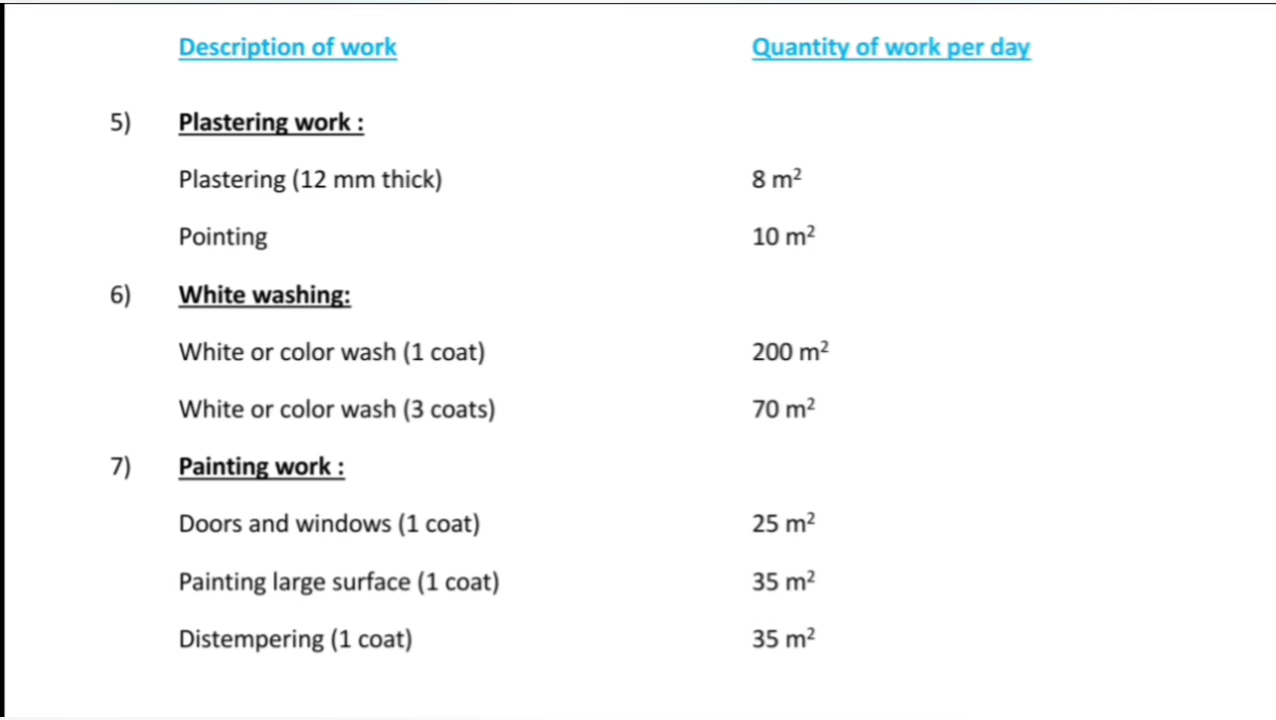 Description of work Quantity of work per day
5) Plastering work :
Plastering (12 mm thick) 8 m²
Pointing 10 m²
6) White washing:
White or color wash (1 coat) 200 m²
White or color wash (3 coats) 70 m²
7) Painting work :
Doors and windows (1 coat) 25 m²
Painting large surface (1 coat) 35 m²
Distempering (1 coat) 35 m²